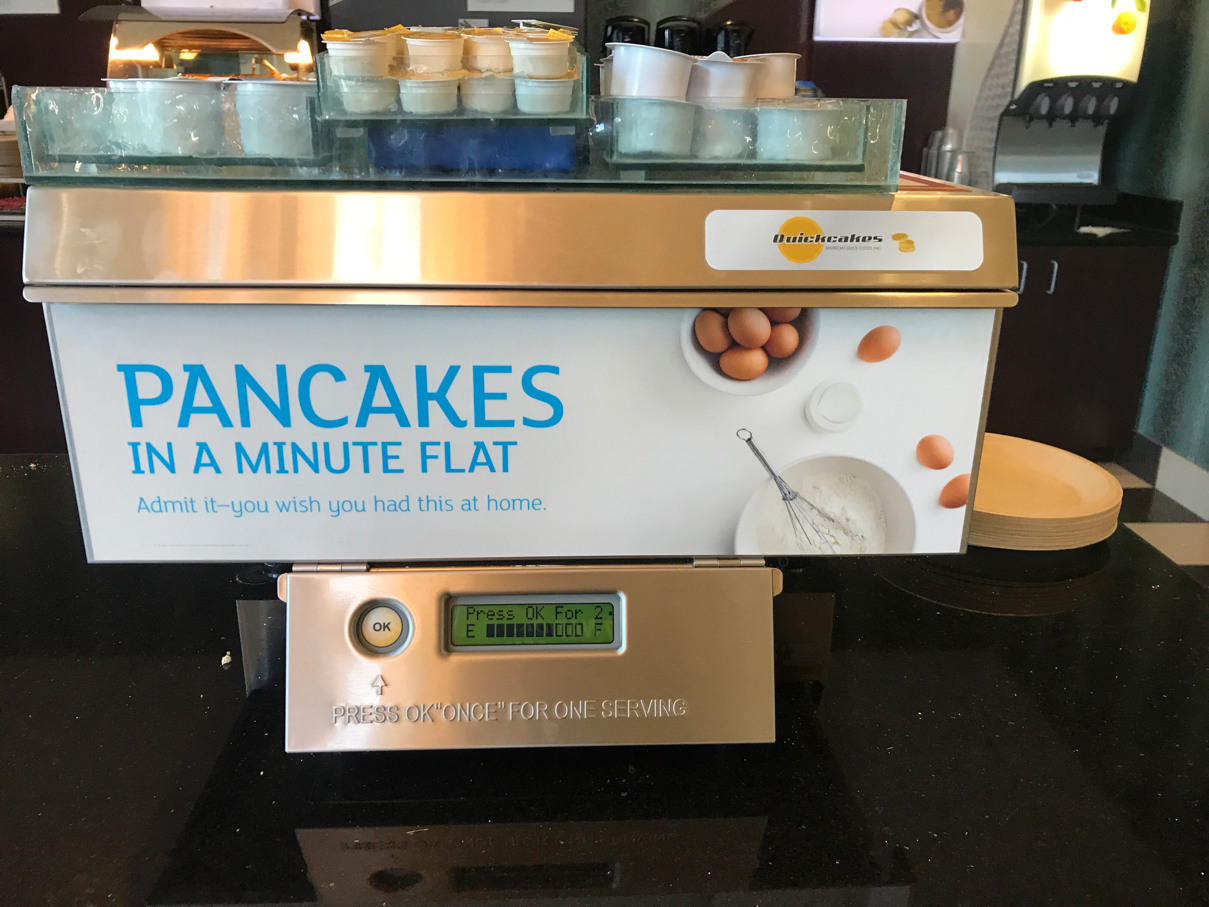 Quickcakes
PANCAKES
IN A MINUTE FLAT
Admit it—you wish you had this at home.
OK
Press OK For 2
E F
PRESS OK "ONCE" FOR ONE SERVING